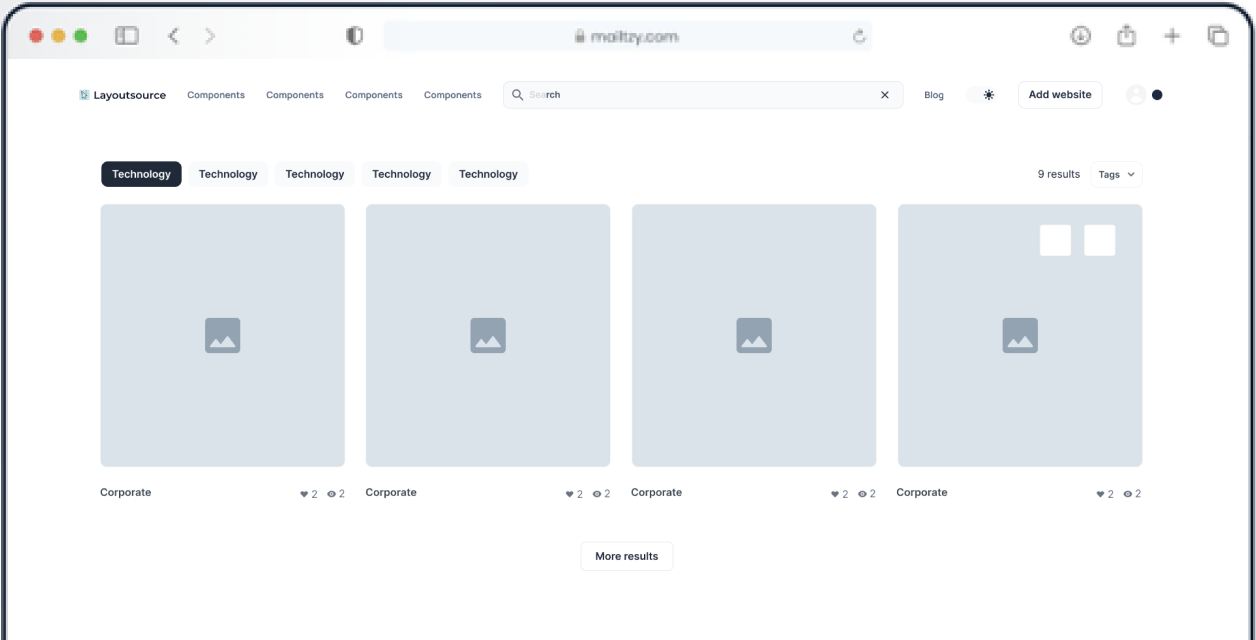 mailtzy.com
Layoutsource Components Components Components Components Search Blog Add website
Technology Technology Technology Technology Technology 9 results Tags
Corporate 2 2 Corporate 2 2 Corporate 2 2 Corporate 2 2
More results